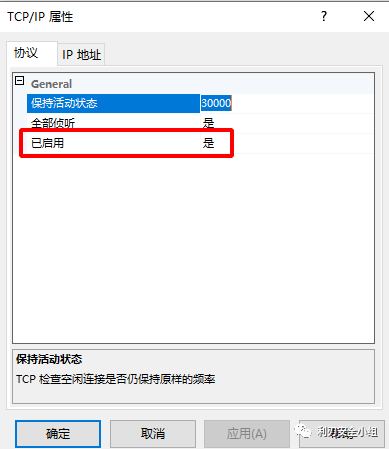 TCP/IP 属性
? ×
协议 IP 地址
General
保持活动状态 30000
全部侦听 是
已启用 是
保持活动状态
TCP 检查空闲连接是否仍保持原样的频率
确定 取消 应用(A)
利刃安全小组